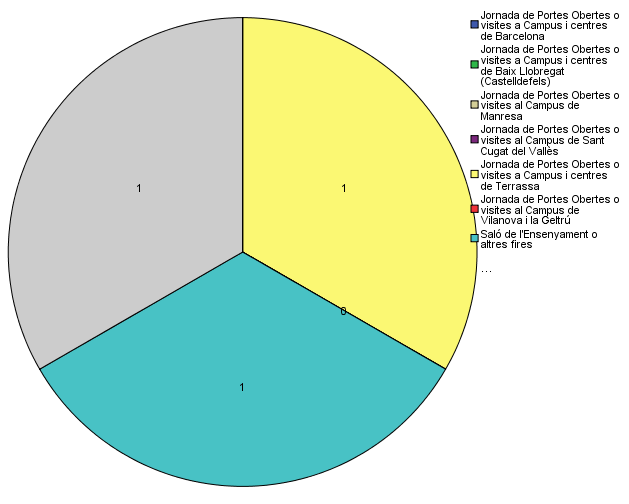 Jornada de Portes Obertes o
visites a Campus i centres
de Barcelona
Jornada de Portes Obertes o
visites a Campus i centres
de Baix Llobregat
(Castelldefels)
Jornada de Portes Obertes o
visites al Campus de
Manresa
Jornada de Portes Obertes o
visites al Campus de Sant
Cugat del Vallès
Jornada de Portes Obertes o
visites a Campus i centres
de Terrassa
Jornada de Portes Obertes o
visites al Campus de
Vilanova i la Geltrú
Saló de l'Ensenyament o
altres fires
...
1
1
0
1